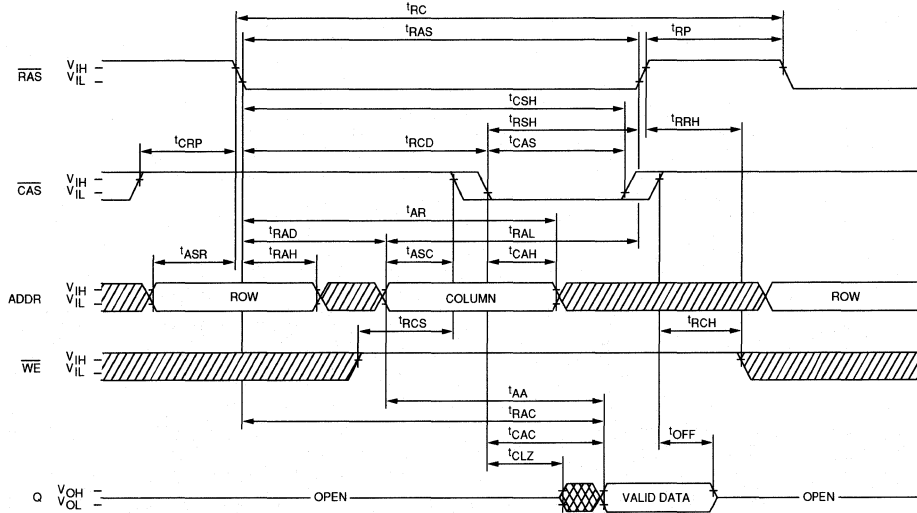 tRC
tRAS
tRP
RAS
VIH
VIL
tCSH
tRSH
tRRH
tCRP
tRCD
tCAS
CAS
VIH
VIL
tAR
tRAD
tRAL
tASR
tRAH
tASC
tCAH
ADDR
VIH
VIL
ROW
COLUMN
ROW
tRCS
tRCH
WE
VIH
VIL
tAA
tRAC
tCAC
tOFF
tCLZ
Q
VOH
VOL
OPEN
VALID DATA
OPEN